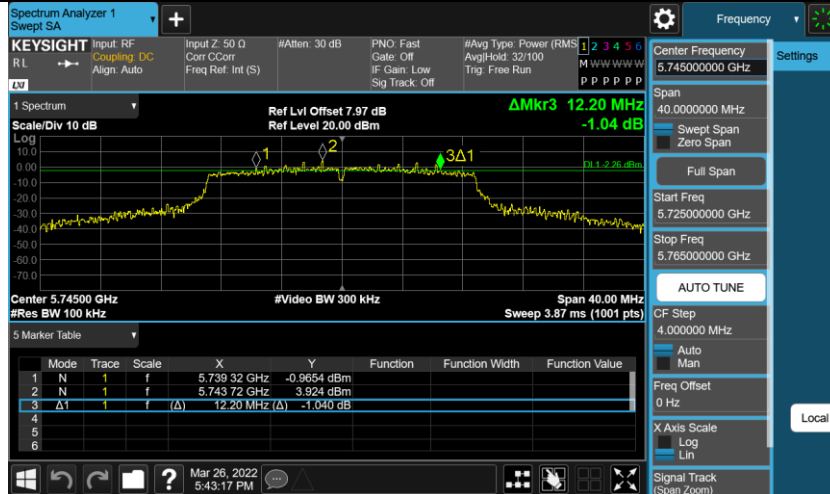 Spectrum Analyzer 1
Swept SA
+
Frequency
KEYSIGHT Input: RF Input Z: 50 Ω #Atten: 30 dB PNO: Fast #Avg Type: Power (RMS 1 2 3 4 5 6
RL Coupling: DC Corr CCorr Gate: Off Avg|Hold: 32/100 M W W W W W
Align: Auto Freq Ref: Int (S) IF Gain: Low Trig: Free Run
LXI Sig Track: Off P P P P P P
1 Spectrum
Scale/Div 10 dB
Ref Lvl Offset 7.97 dB
Ref Level 20.00 dBm
ΔMkr3 12.20 MHz
-1.04 dB
Log
10.0
0.00
-10.0
-20.0
-30.0
-40.0
-50.0
-60.0
-70.0
1
2
3Δ1
DL1 -2.26 dBm
Center 5.74500 GHz #Video BW 300 kHz Span 40.00 MHz
#Res BW 100 kHz Sweep 3.87 ms (1001 pts)
5 Marker Table
Mode Trace Scale X Y Function Function Width Function Value
1 N 1 f 5.739 32 GHz -0.9654 dBm
2 N 1 f 5.743 72 GHz 3.924 dBm
3 Δ1 1 f (Δ) 12.20 MHz (Δ) -1.040 dB
4
5
6
?
Mar 26, 2022
5:43:17 PM
Center Frequency
5.745000000 GHz
Span
40.0000000 MHz
Swept Span
Zero Span
Full Span
Start Freq
5.725000000 GHz
Stop Freq
5.765000000 GHz
AUTO TUNE
CF Step
4.000000 MHz
Auto
Man
Freq Offset
0 Hz
X Axis Scale
Log
Lin
Signal Track
(Span Zoom)
Settings
Local